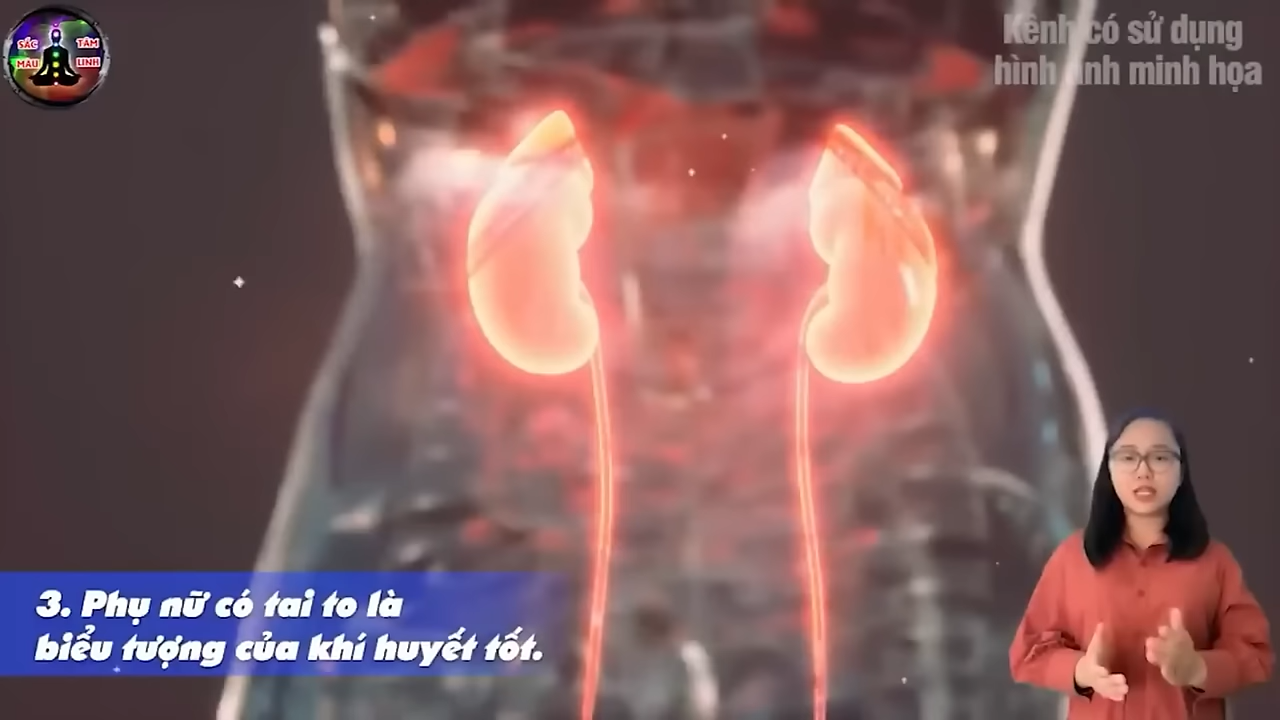 SẮC
TÂM
MÀU
LINH
Kênh có sử dụng
hình ảnh minh họa
3. Phụ nữ có tai to là
biểu tượng của khí huyết tốt.